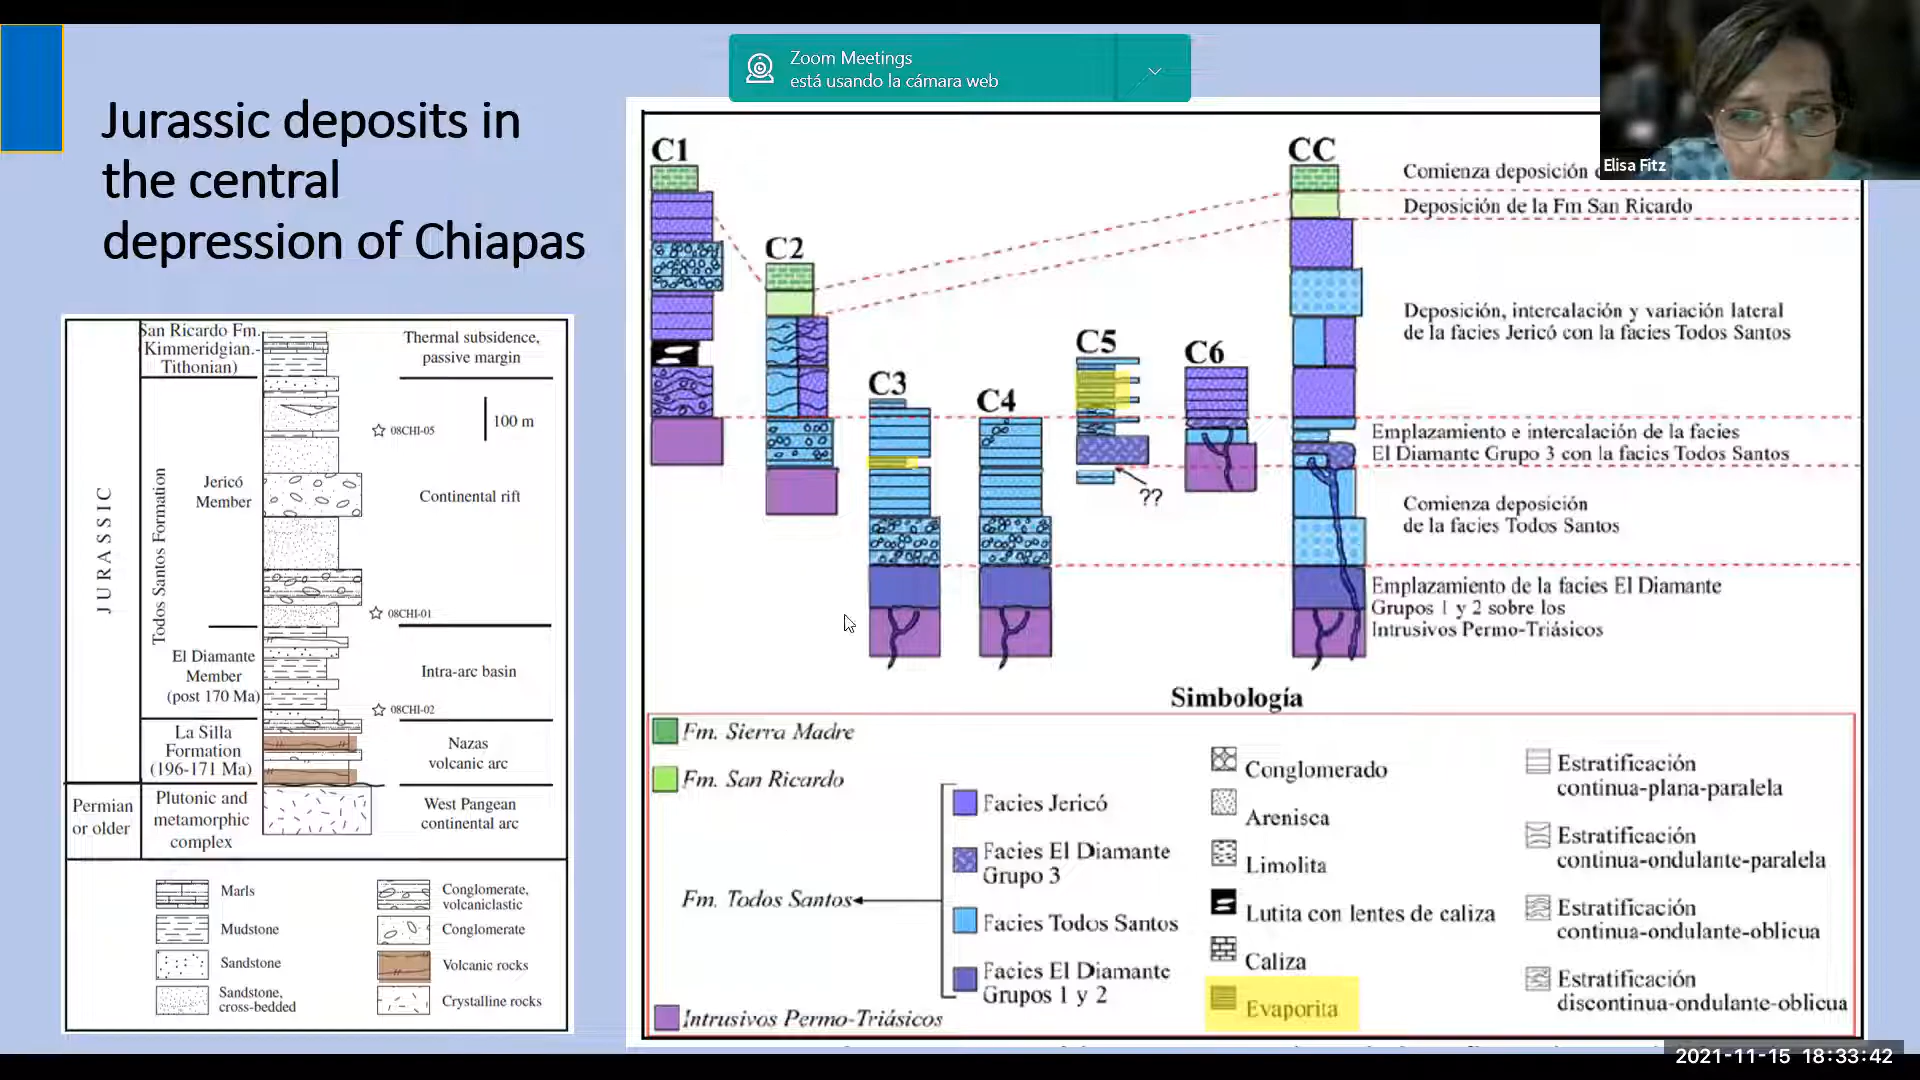 Zoom Meetings
está usando la cámara web
Elisa Fitz
Jurassic deposits in
the central
depression of Chiapas
San Ricardo Fm.
(Kimmeridgian.-
Tithonian)
Thermal subsidence,
passive margin
100 m
08CHI-05
JURASSIC
Todos Santos Formation
Jericó
Member
Continental rift
08CHI-01
El Diamante
Member
(post 170 Ma)
Intra-arc basin
08CHI-02
La Silla
Formation
(196-171 Ma)
Nazas
volcanic arc
Permian
or older
Plutonic and
metamorphic
complex
West Pangean
continental arc
Marls
Mudstone
Sandstone
Sandstone,
cross-bedded
Conglomerate,
volcaniclastic
Conglomerate
Volcanic rocks
Crystalline rocks
C1
C2
C3
C4
C5
C6
CC
??
Comienza deposición
Deposición de la Fm San Ricardo
Deposición, intercalación y variación lateral
de la facies Jericó con la facies Todos Santos
Emplazamiento e intercalación de la facies
El Diamante Grupo 3 con la facies Todos Santos
Comienza deposición
de la facies Todos Santos
Emplazamiento de la facies El Diamante
Grupos 1 y 2 sobre los
Intrusivos Permo-Triásicos
Simbología
Fm. Sierra Madre
Fm. San Ricardo
Fm. Todos Santos
Intrusivos Permo-Triásicos
Facies Jericó
Facies El Diamante
Grupo 3
Facies Todos Santos
Facies El Diamante
Grupos 1 y 2
Conglomerado
Arenisca
Limolita
Lutita con lentes de caliza
Caliza
Evaporita
Estratificación
continua-plana-paralela
Estratificación
continua-ondulante-paralela
Estratificación
continua-ondulante-oblicua
Estratificación
discontinua-ondulante-oblicua
2021-11-15 18:33:42